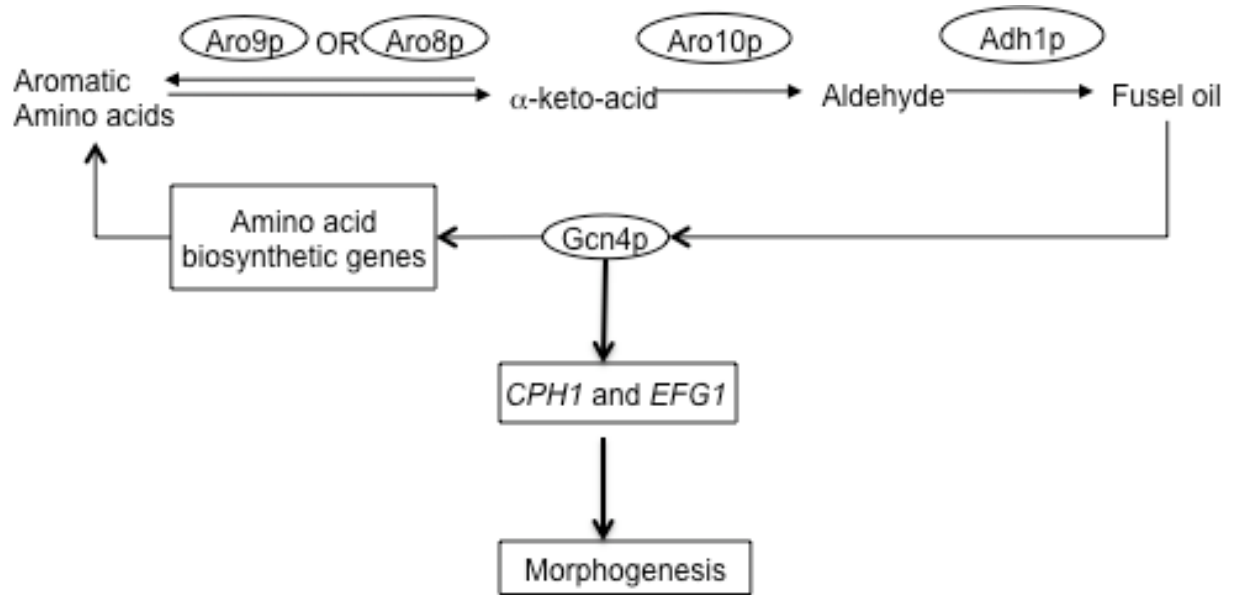 Aro9p OR Aro8p
Aro10p
Adh1p
Aromatic
Amino acids
α-keto-acid
Aldehyde
Fusel oil
Amino acid
biosynthetic genes
Gcn4p
CPH1 and EFG1
Morphogenesis